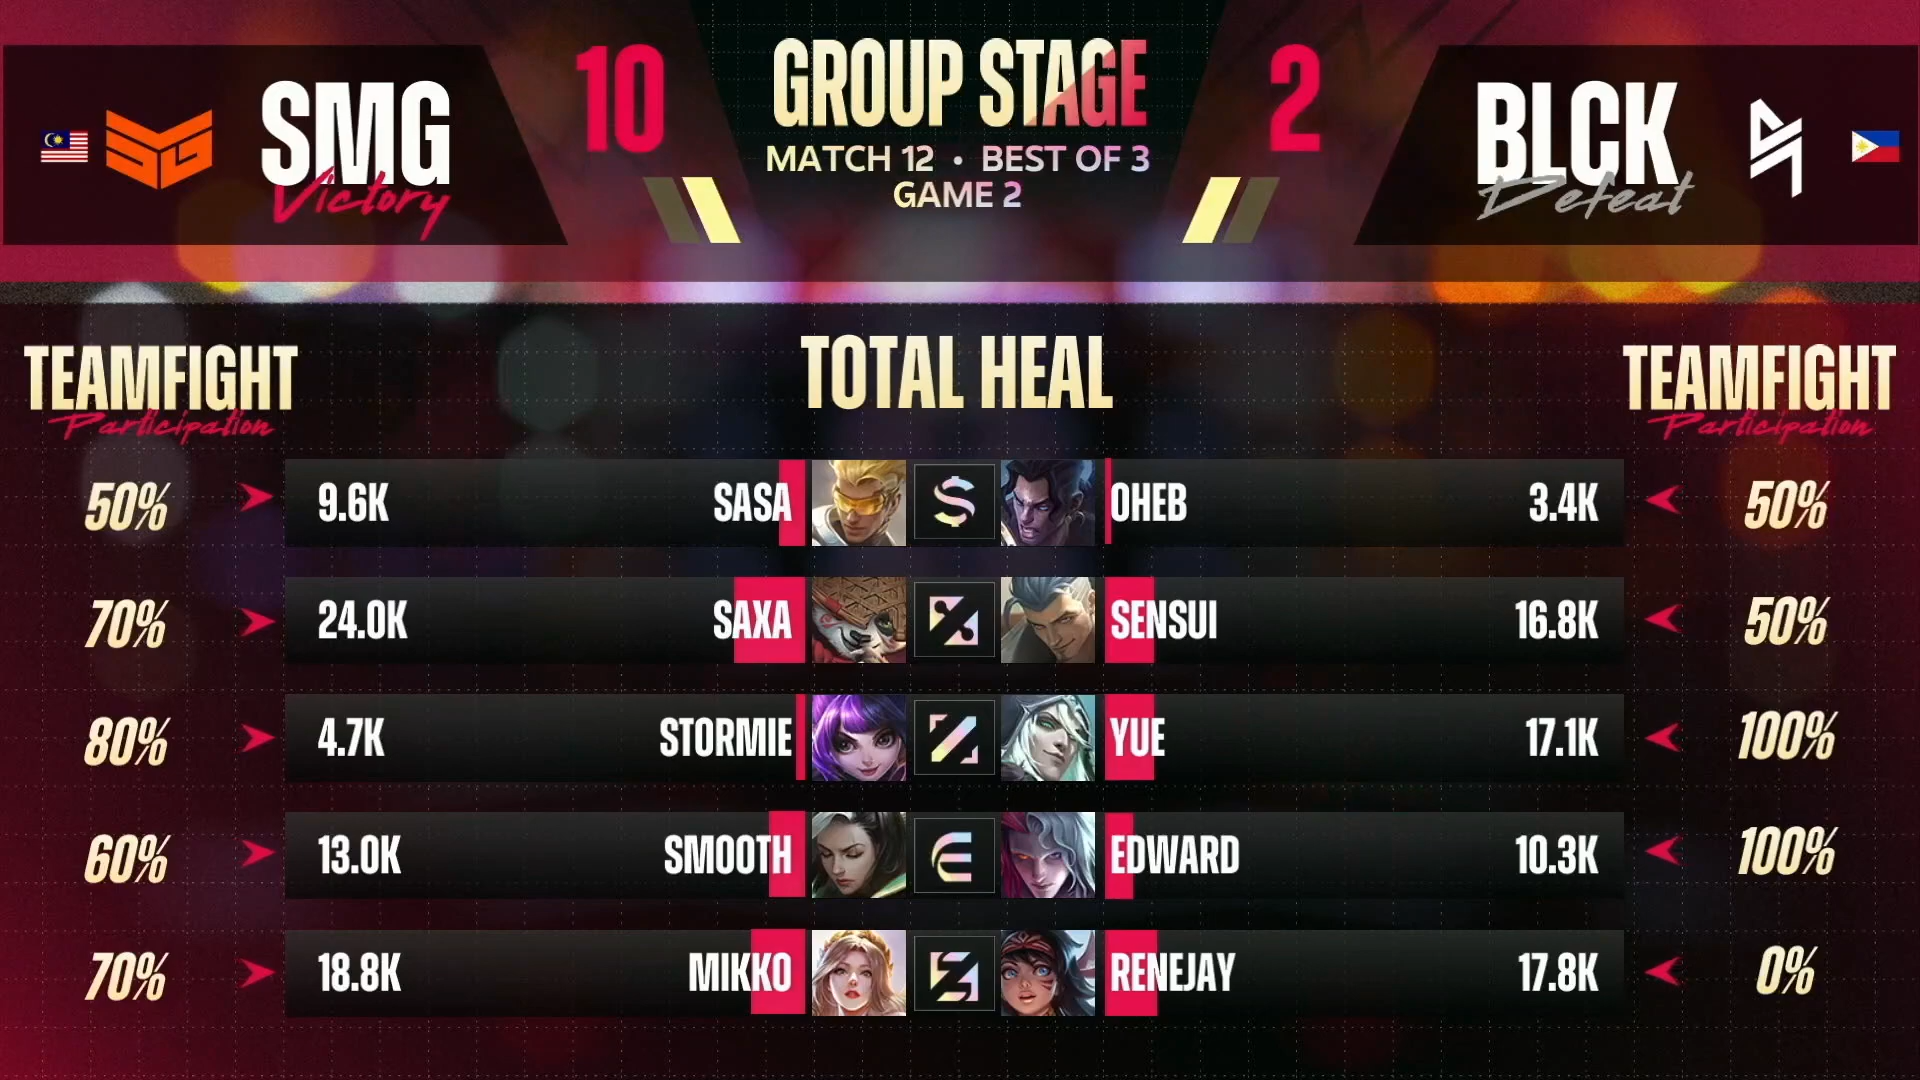 SMG
Victory
10
GROUP STAGE
MATCH 12 • BEST OF 3
GAME 2
2
BLCK
Defeat
TEAMFIGHT
Participation
TOTAL HEAL
TEAMFIGHT
Participation
50% 9.6K SASA OHEB 3.4K 50%
70% 24.0K SAXA SENSUI 16.8K 50%
80% 4.7K STORMIE YUE 17.1K 100%
60% 13.0K SMOOTH EDWARD 10.3K 100%
70% 18.8K MIKKO RENEJAY 17.8K 0%